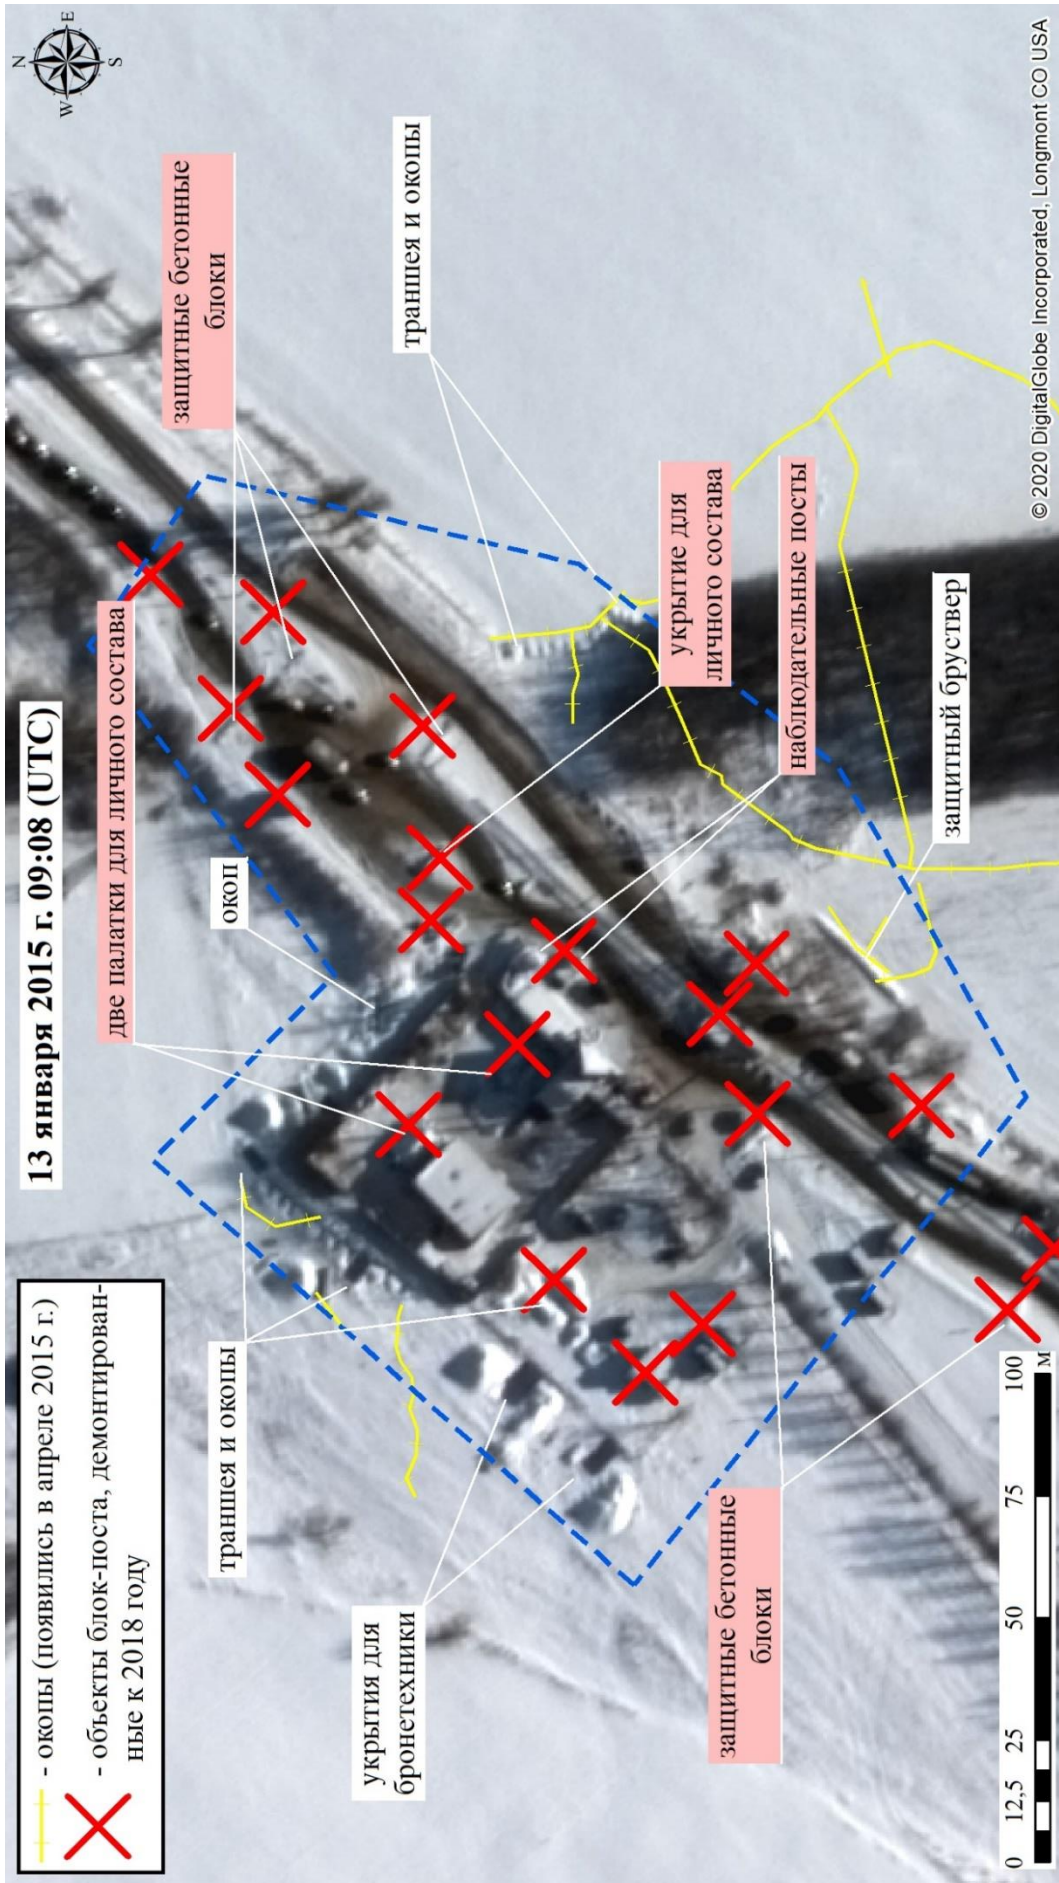 13 января 2015 г. 09:08 (UTC)
- окопы (появились в апреле 2015 г.)
- объекты блок-поста, демонтирован-
ные к 2018 году
две палатки для личного состава
защитные бетонные
блоки
N
E
S
W
окоп
траншея и окопы
траншея и окопы
укрытия для
бронетехники
укрытие для
личного состава
наблюдательные посты
защитный бруствер
защитные бетонные
блоки
0 12,5 25 50 75 100
м
© 2020 DigitalGlobe Incorporated, Longmont CO USA